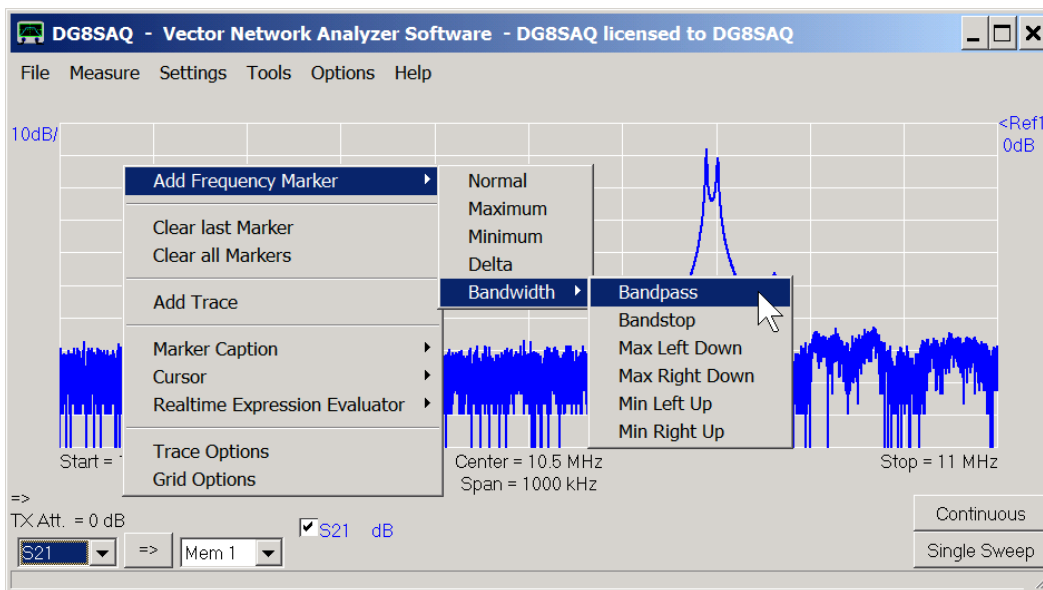 DG8SAQ - Vector Network Analyzer Software - DG8SAQ licensed to DG8SAQ
File Measure Settings Tools Options Help
10dB/
<Ref1
0dB
Add Frequency Marker
Clear last Marker
Clear all Markers
Add Trace
Marker Caption
Cursor
Realtime Expression Evaluator
Trace Options
Grid Options
Normal
Maximum
Minimum
Delta
Bandwidth
Bandpass
Bandstop
Max Left Down
Max Right Down
Min Left Up
Min Right Up
Start =
Center = 10.5 MHz
Stop = 11 MHz
Span = 1000 kHz
=>
TX Att. = 0 dB
S21 dB
Continuous
S21 => Mem 1
Single Sweep